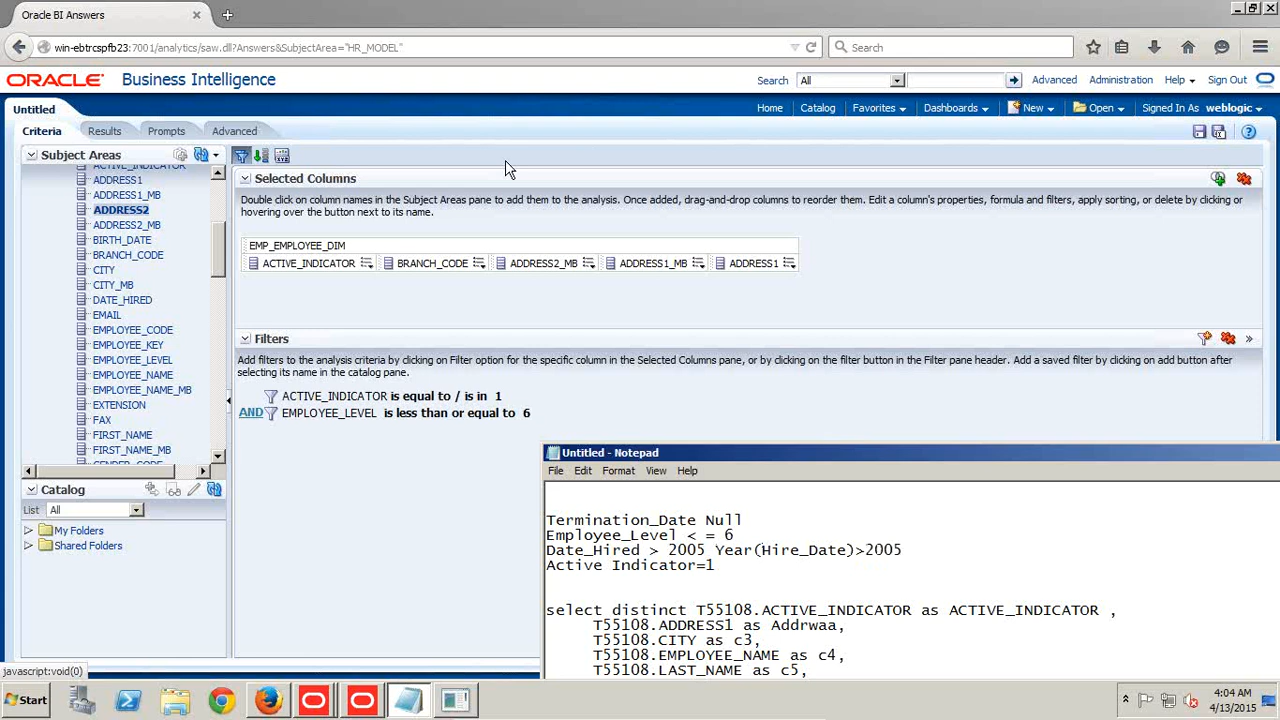 Oracle BI Answers
win-ebtrcspfb23:7001/analytics/saw.dll?Answers&SubjectArea="HR_MODEL"
Search
ORACLE Business Intelligence
Search All Advanced Administration Help Sign Out
Untitled
Home Catalog Favorites Dashboards New Open Signed In As weblogic
Criteria Results Prompts Advanced
Subject Areas
ACTIVE_INDICATOR
ADDRESS1
ADDRESS1_MB
ADDRESS2
ADDRESS2_MB
BIRTH_DATE
BRANCH_CODE
CITY
CITY_MB
DATE_HIRED
EMAIL
EMPLOYEE_CODE
EMPLOYEE_KEY
EMPLOYEE_LEVEL
EMPLOYEE_NAME
EMPLOYEE_NAME_MB
EXTENSION
FAX
FIRST_NAME
FIRST_NAME_MB
GENDER_CODE
Catalog
List All
My Folders
Shared Folders
Selected Columns
Double click on column names in the Subject Areas pane to add them to the analysis. Once added, drag-and-drop columns to reorder them. Edit a column's properties, formula and filters, apply sorting, or delete by clicking or
hovering over the button next to its name.
EMP_EMPLOYEE_DIM
ACTIVE_INDICATOR BRANCH_CODE ADDRESS2_MB ADDRESS1_MB ADDRESS1
Filters
Add filters to the analysis criteria by clicking on Filter option for the specific column in the Selected Columns pane, or by clicking on the filter button in the Filter pane header. Add a saved filter by clicking on add button after
selecting its name in the catalog pane.
ACTIVE_INDICATOR is equal to / is in 1
AND EMPLOYEE_LEVEL is less than or equal to 6
Untitled - Notepad
File Edit Format View Help
Termination_Date Null
Employee_Level < = 6
Date_Hired > 2005 Year(Hire_Date)>2005
Active Indicator=1
select distinct T55108.ACTIVE_INDICATOR as ACTIVE_INDICATOR ,
T55108.ADDRESS1 as Addrwaa,
T55108.CITY as c3,
T55108.EMPLOYEE_NAME as c4,
T55108.LAST_NAME as c5,
javascript:void(0)
Start
4:04 AM
4/13/2015